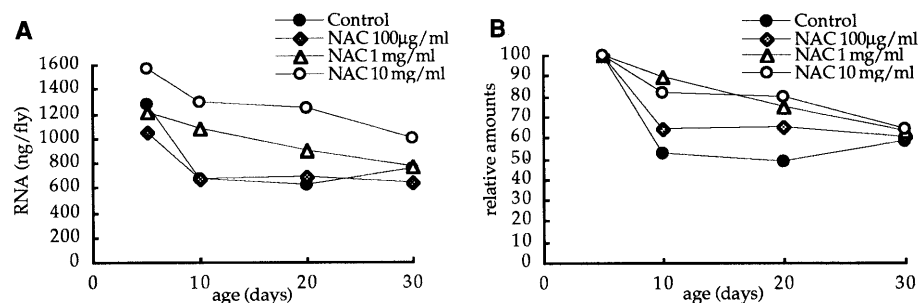 A
Control
NAC 100µg/ml
NAC 1 mg/ml
NAC 10 mg/ml
RNA (ng/fly)
1600
1400
1200
1000
800
600
400
200
0
0 10 20 30
age (days)
B
Control
NAC 100µg/ml
NAC 1 mg/ml
NAC 10 mg/ml
relative amounts
100
90
80
70
60
50
40
30
20
10
0
0 10 20 30
age (days)